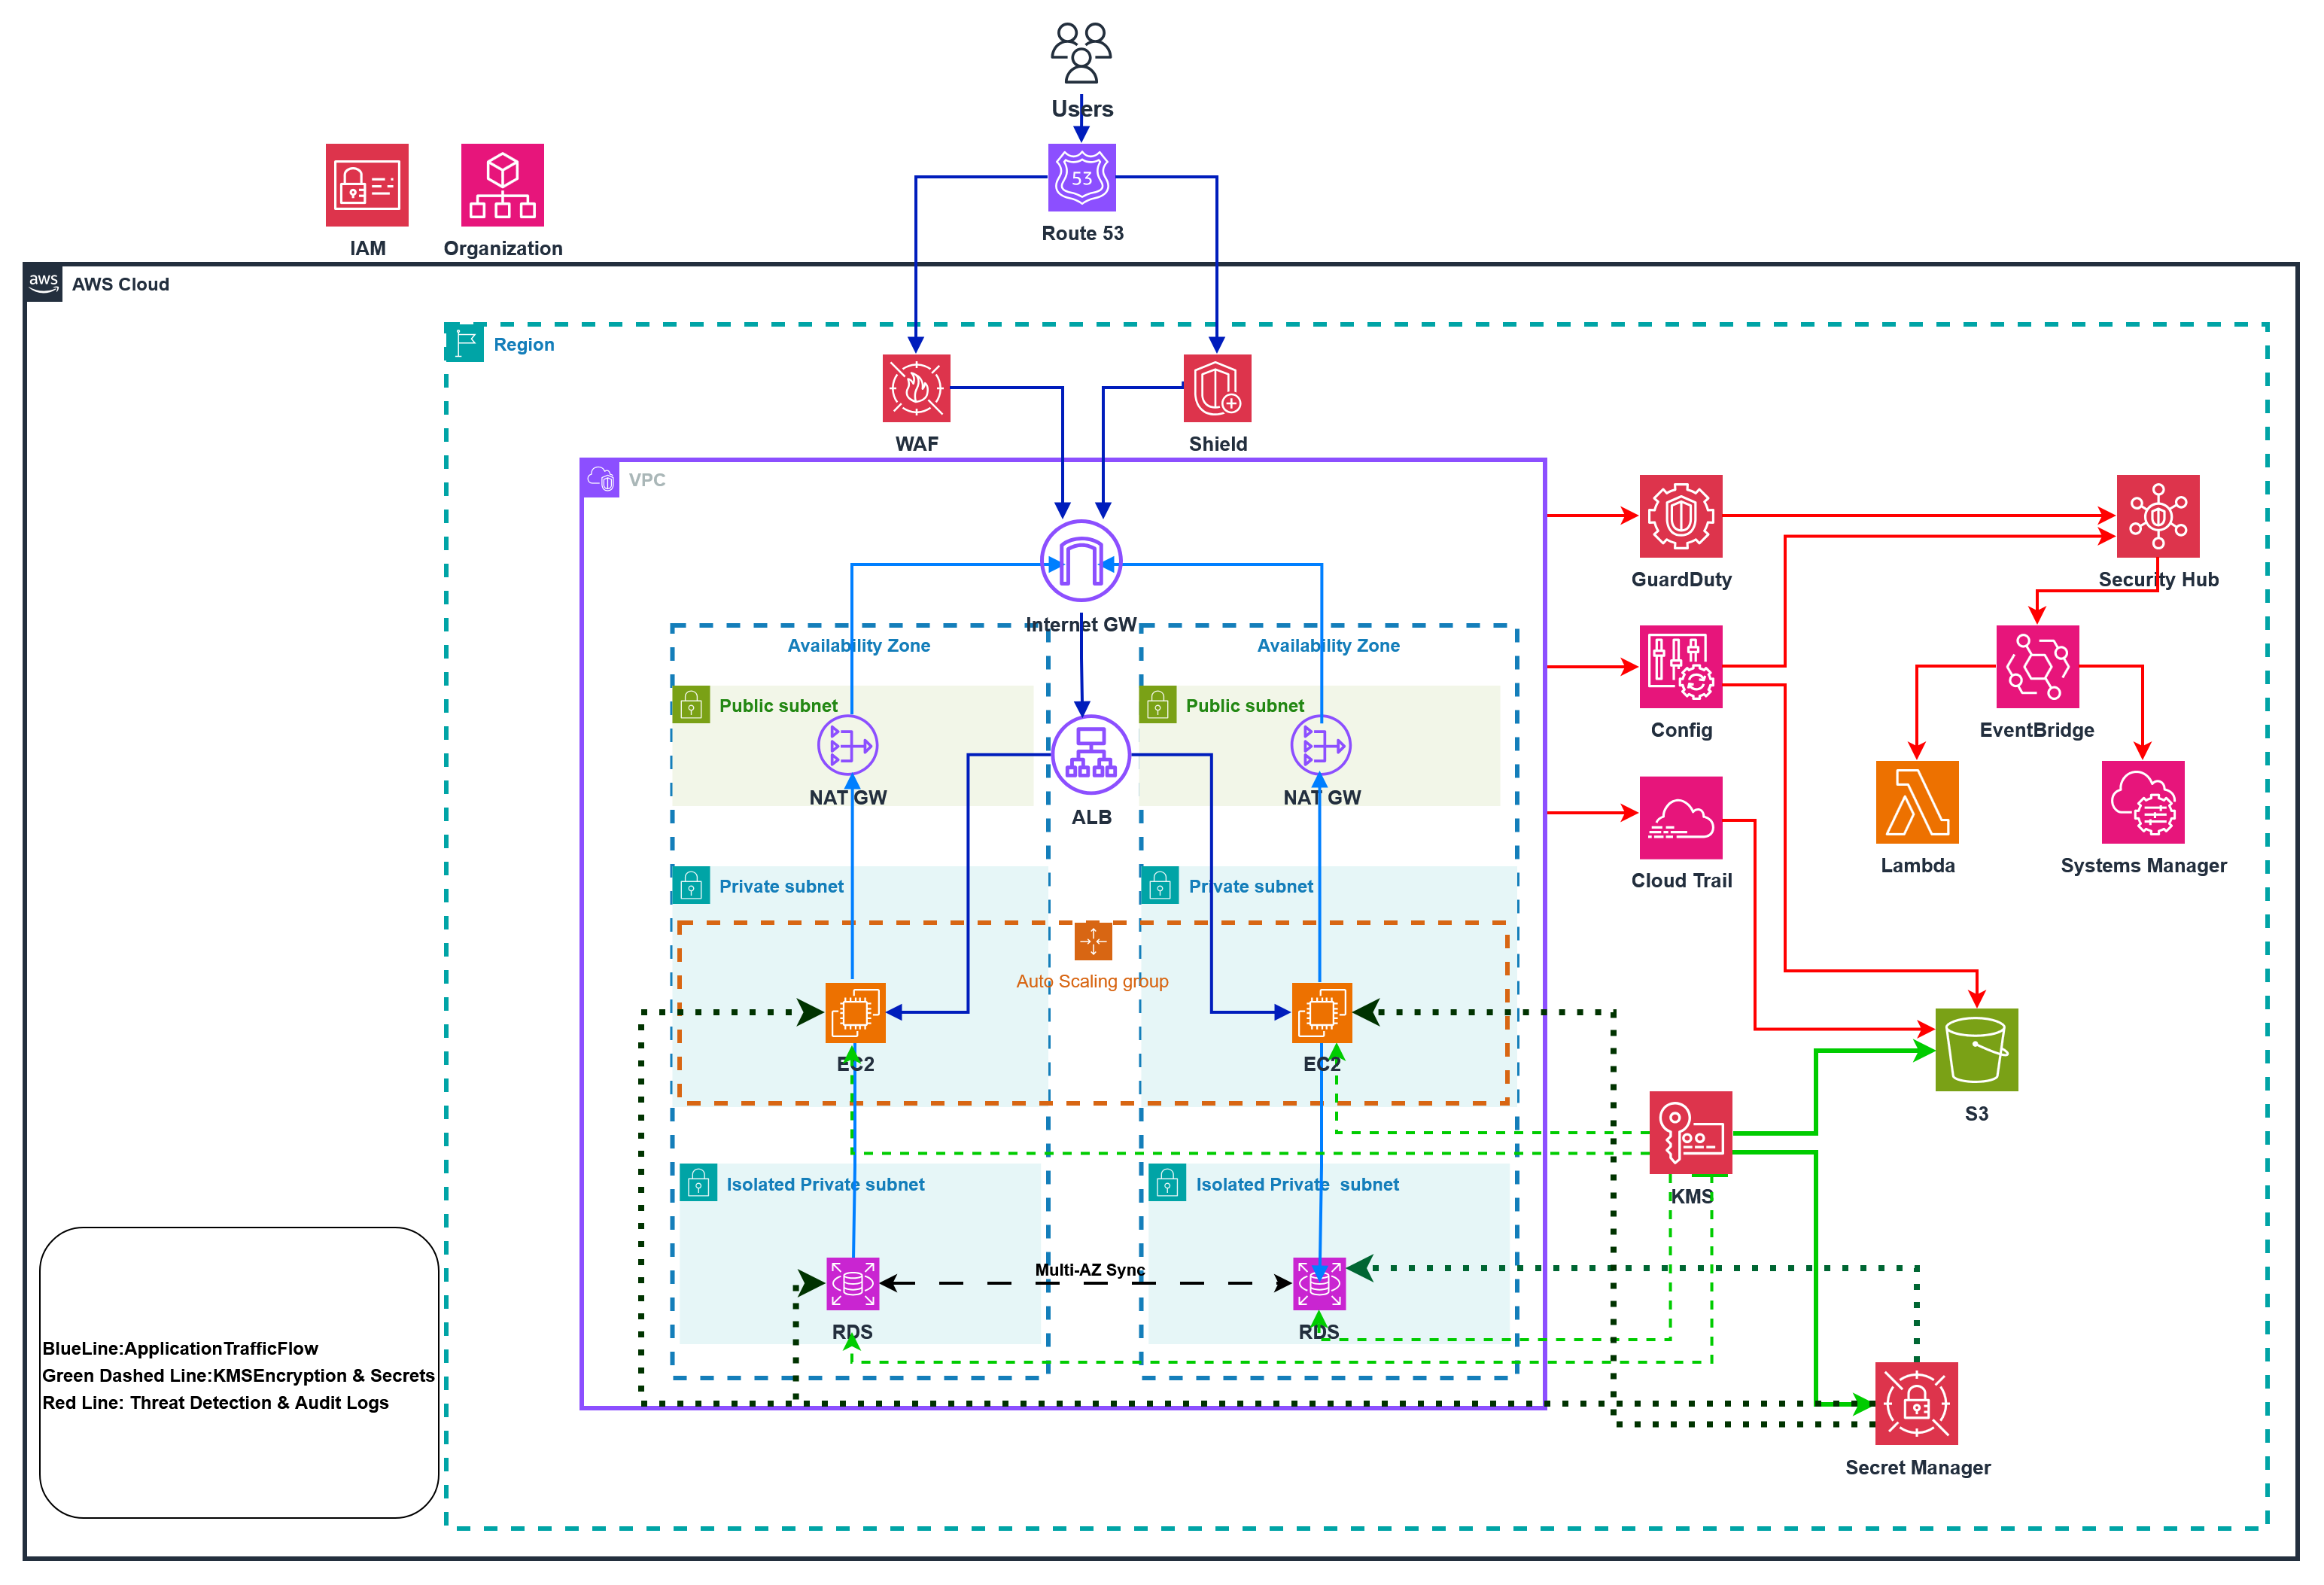 Users
53
Route 53
IAM
Organization
aws
AWS Cloud
Region
WAF
Shield
VPC
GuardDuty
Security Hub
Internet GW
Availability Zone
Availability Zone
Public subnet
Public subnet
Config
EventBridge
NAT GW
ALB
NAT GW
Lambda
Systems Manager
Cloud Trail
Private subnet
Private subnet
Auto Scaling group
EC2
EC2
S3
Isolated Private subnet
Isolated Private  subnet
KMS
Multi-AZ Sync
RDS
RDS
BlueLine:ApplicationTrafficFlow
Green Dashed Line:KMSEncryption & Secrets
Red Line: Threat Detection & Audit Logs
Secret Manager